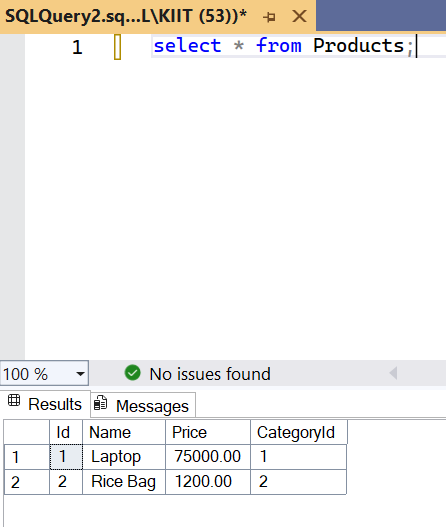 SQLQuery2.sq...L\KIIT (53))*
1 select * from Products;
100 % No issues found
Results Messages
Id Name Price CategoryId
1 1 Laptop 75000.00 1
2 2 Rice Bag 1200.00 2